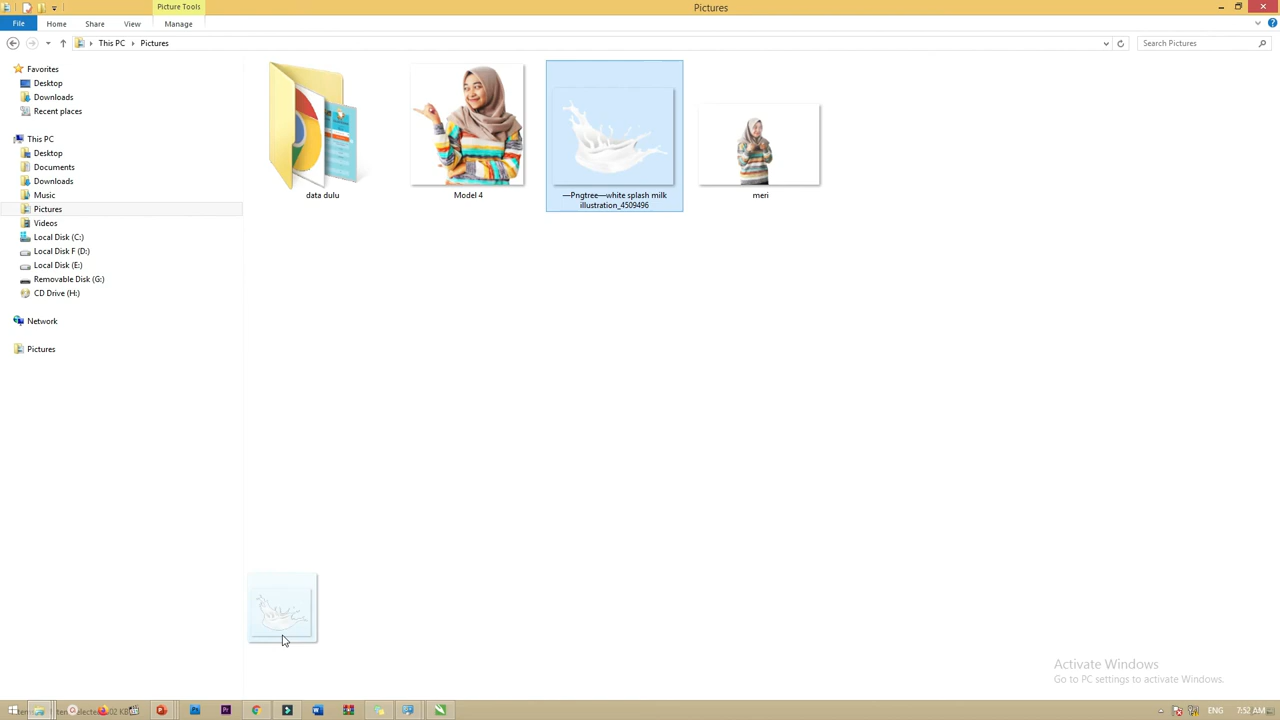 Picture Tools
Pictures
File Home Share View Manage
This PC Pictures
Search Pictures
Favorites
Desktop
Downloads
Recent places
This PC
Desktop
Documents
Downloads
Music
Pictures
Videos
Local Disk (C:)
Local Disk F (D:)
Local Disk (E:)
Removable Disk (G:)
CD Drive (H:)
Network
Pictures
data dulu
Model 4
—Pngtree—white splash milk
illustration_4509496
meri
Activate Windows
Go to PC settings to activate Windows.
ENG 7:52 AM